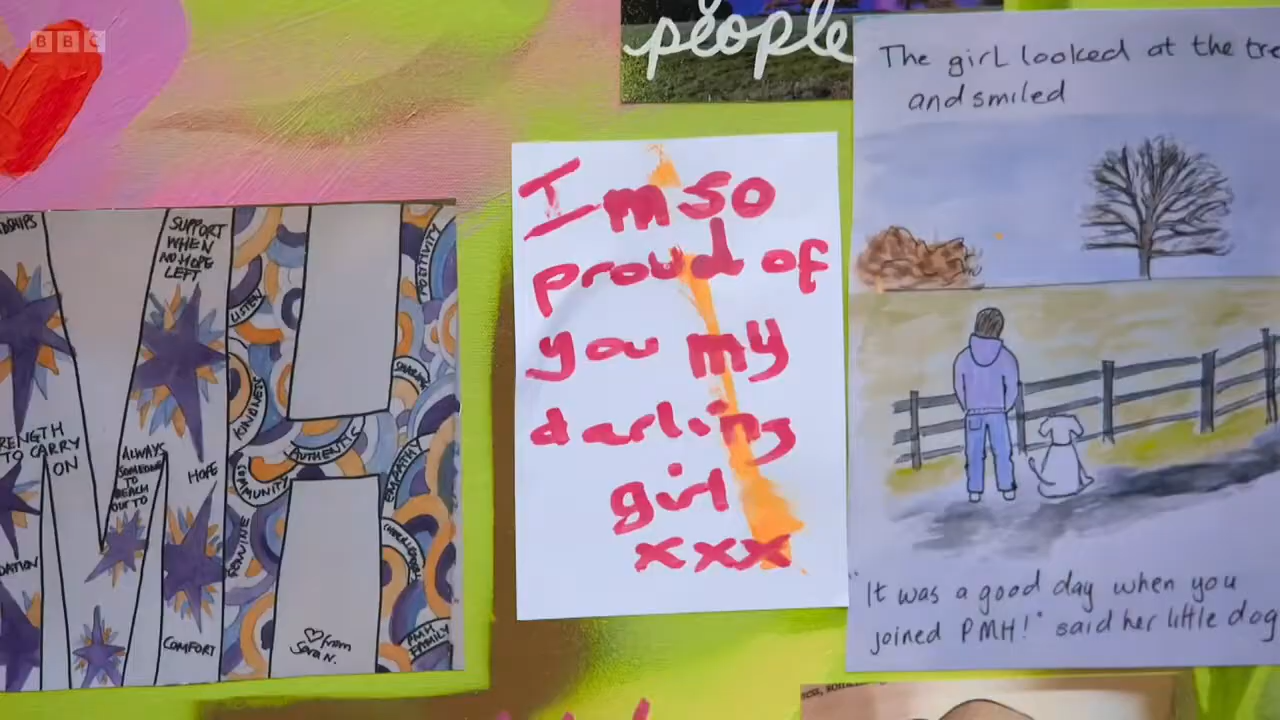 BBC
people
The girl looked at the tre
and smiled
I'm so
proud of
you my
darling
girl
xxx
SUPPORT
WHEN
NO HOPE
LEFT
TO CARRY
ON
ALWAYS
SOMEONE
TO
REACH
OUT TO
HOPE
COMFORT
POSITIVITY
LISTEN
KINDNESS
AUTHENTIC
COMMUNITY
EMPATHY
PMH
FAMILY
from
Sara N.
"It was a good day when you
joined PMH!" said her little dog